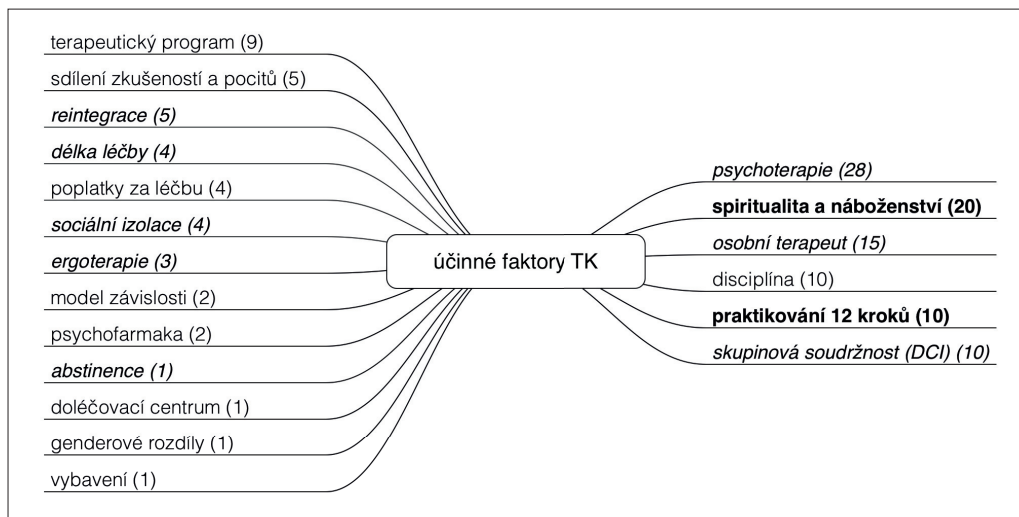 terapeutický program (9)
sdílení zkušeností a pocitů (5)
reintegrace (5)
délka léčby (4)
poplatky za léčbu (4)
sociální izolace (4)
ergoterapie (3)
model závislosti (2)
psychofarmaka (2)
abstinence (1)
doléčovací centrum (1)
genderové rozdíly (1)
vybavení (1)
účinné faktory TK
psychoterapie (28)
spiritualita a náboženství (20)
osobní terapeut (15)
disciplína (10)
praktikování 12 kroků (10)
skupinová soudržnost (DCI) (10)